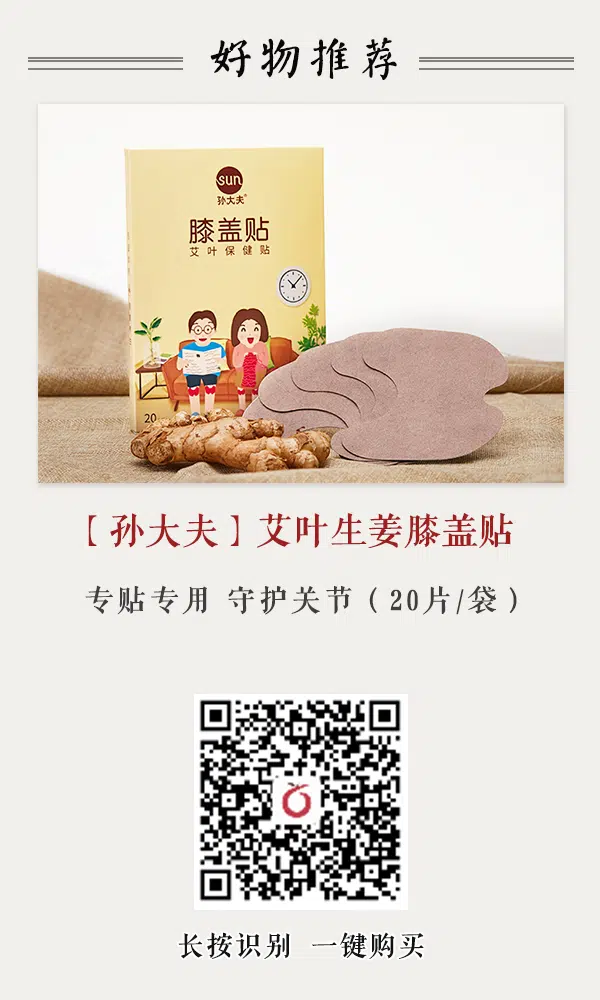 好物推荐
sun
孙大夫®
膝盖贴
艾叶保健贴
20
【孙大夫】艾叶生姜膝盖贴
专贴专用 守护关节（20片/袋）
长按识别 一键购买